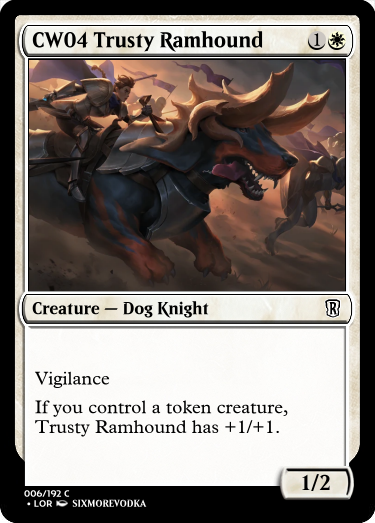 CW04 Trusty Ramhound 1
Creature — Dog Knight R
Vigilance
If you control a token creature,
Trusty Ramhound has +1/+1.
1/2
006/192 C
• LOR SIXMOREVODKA